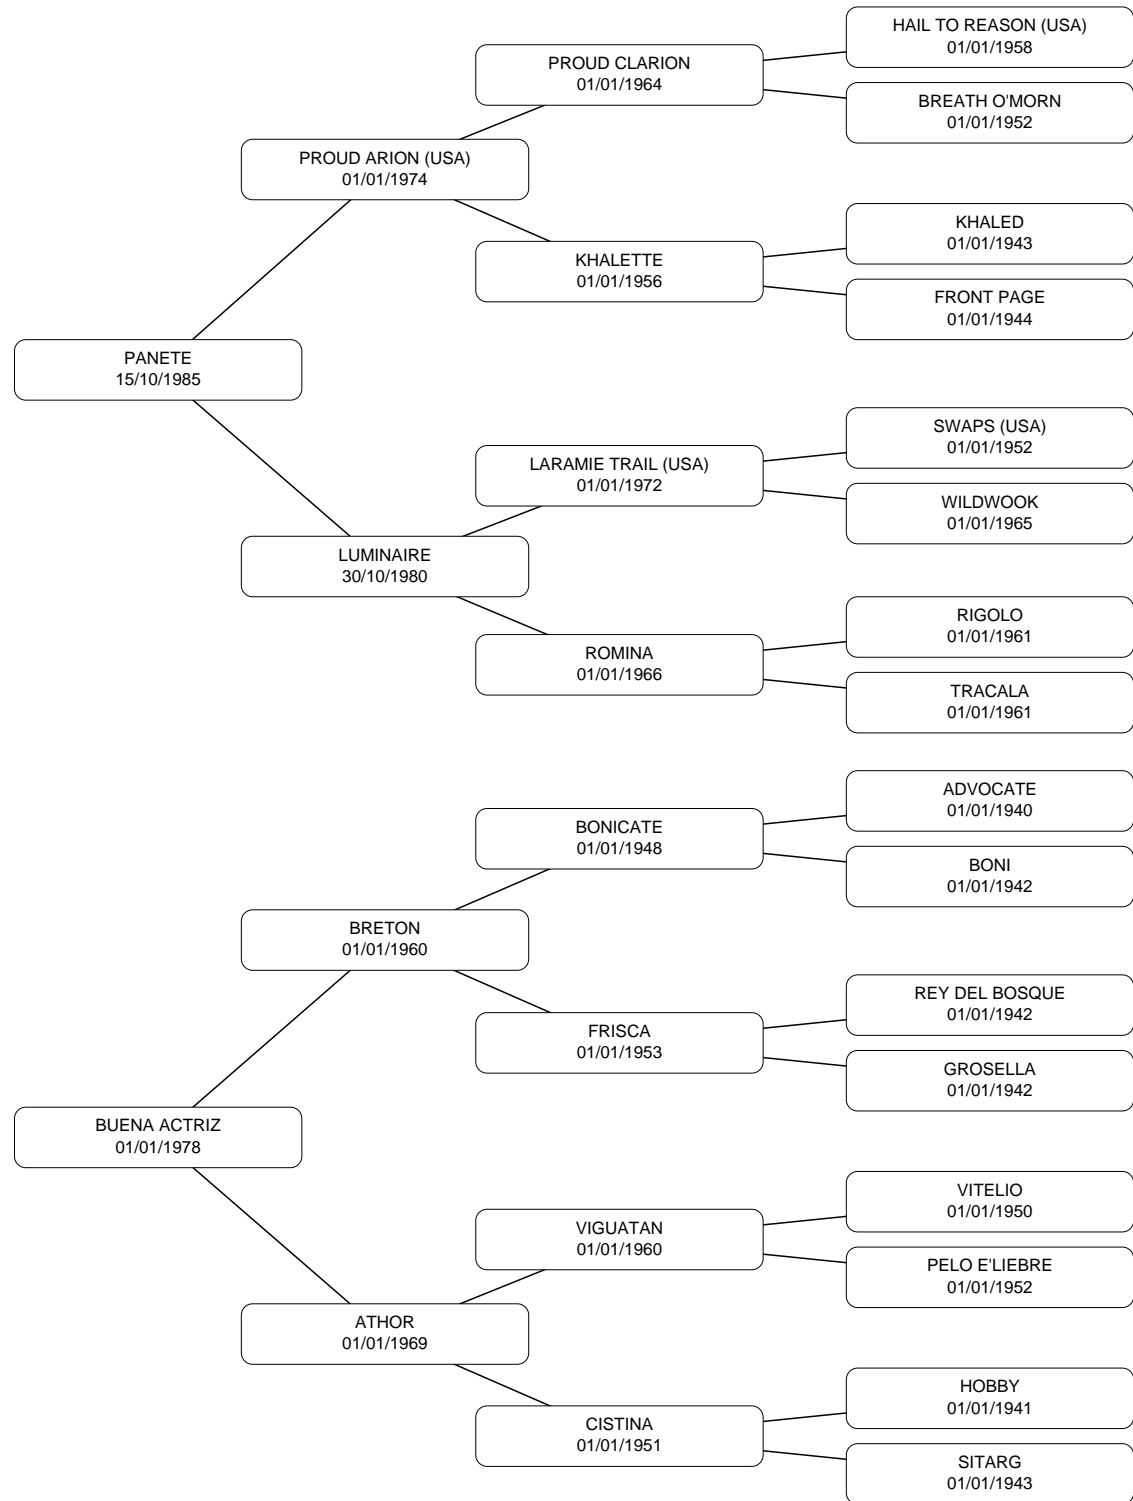 HAIL TO REASON (USA)
01/01/1958
PROUD CLARION
01/01/1964
BREATH O'MORN
01/01/1952
PROUD ARION (USA)
01/01/1974
KHALED
01/01/1943
KHALETTE
01/01/1956
FRONT PAGE
01/01/1944
PANETE
15/10/1985
SWAPS (USA)
01/01/1952
LARAMIE TRAIL (USA)
01/01/1972
WILDWOOK
01/01/1965
LUMINAIRE
30/10/1980
RIGOLO
01/01/1961
ROMINA
01/01/1966
TRACALA
01/01/1961
ADVOCATE
01/01/1940
BONICATE
01/01/1948
BONI
01/01/1942
BRETON
01/01/1960
REY DEL BOSQUE
01/01/1942
FRISCA
01/01/1953
GROSELLA
01/01/1942
BUENA ACTRIZ
01/01/1978
VITELIO
01/01/1950
VIGUATAN
01/01/1960
PELO E'LIEBRE
01/01/1952
ATHOR
01/01/1969
HOBBY
01/01/1941
CISTINA
01/01/1951
SITARG
01/01/1943